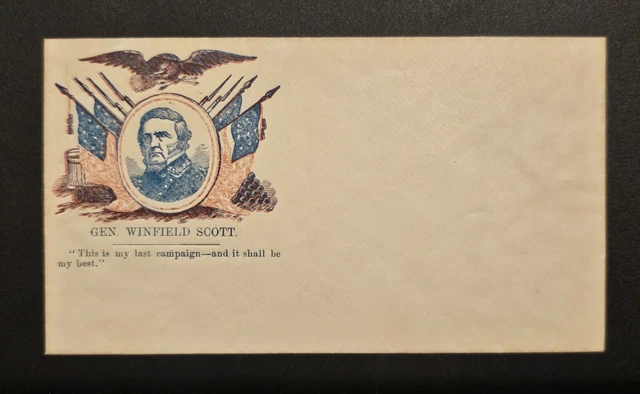 GEN. WINFIELD SCOTT.
"This is my last campaign—and it shall be
my best."